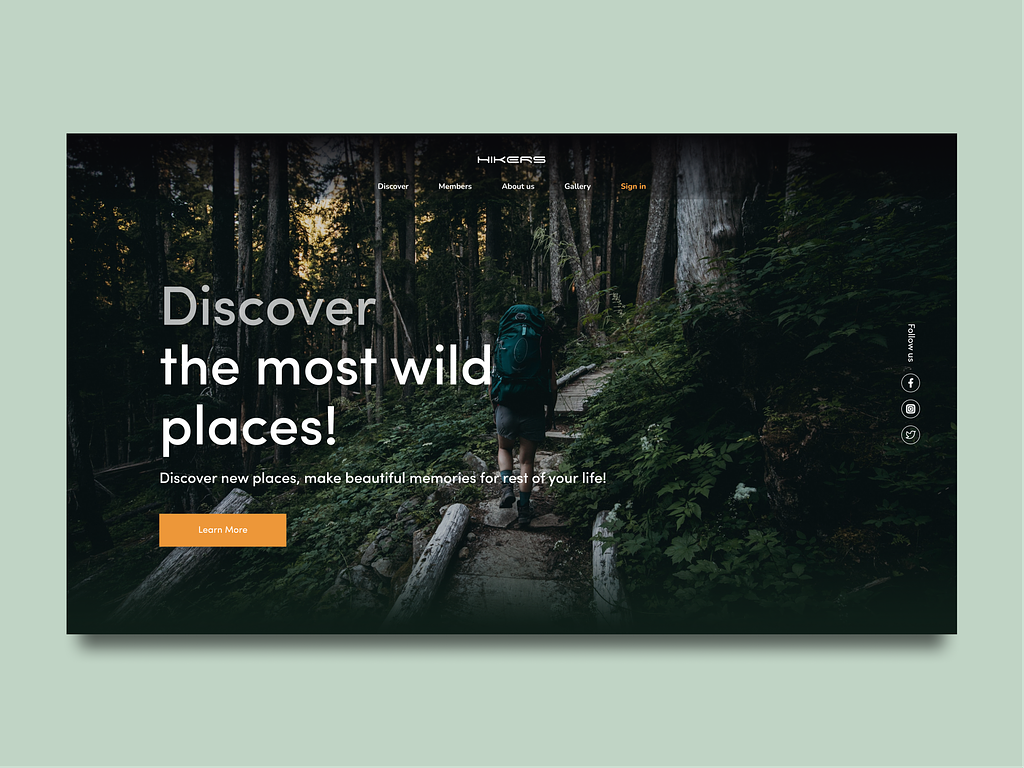 HIKERS
Discover Members About us Gallery Sign in
Discover
the most wild
places!
Discover new places, make beautiful memories for rest of your life!
Learn More
Follow us